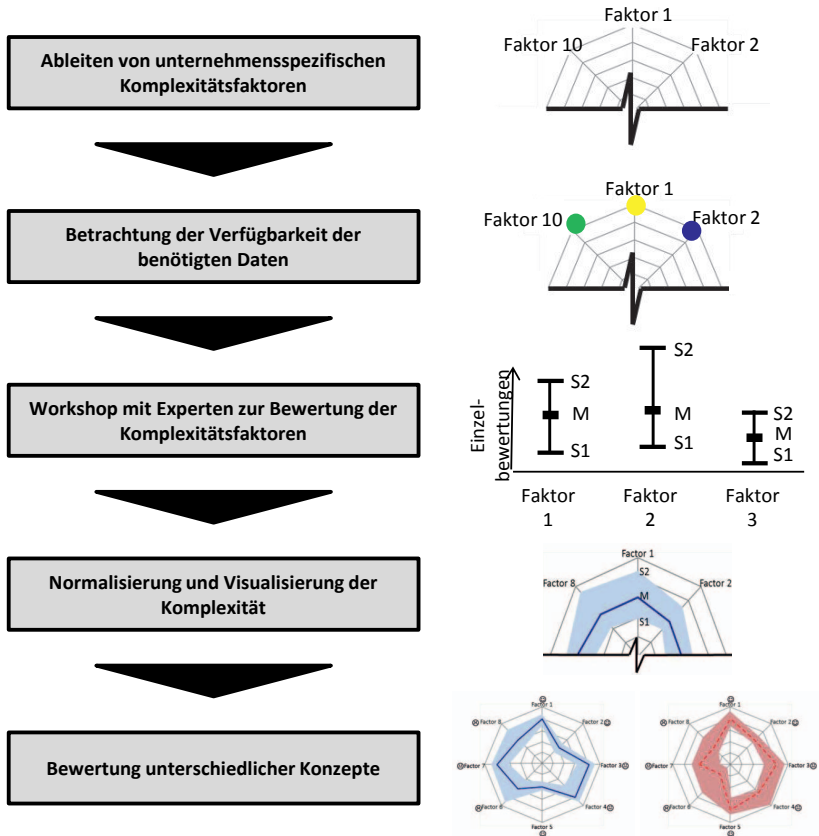 Ableiten von unternehmensspezifischen
Komplexitätsfaktoren
Faktor 1
Faktor 10
Faktor 2
Betrachtung der Verfügbarkeit der
benötigten Daten
Faktor 1
Faktor 10
Faktor 2
Workshop mit Experten zur Bewertung der
Komplexitätsfaktoren
Einzel-
bewertungen
S2
M
S1
S2
M
S1
S2
M
S1
Faktor
1
Faktor
2
Faktor
3
Normalisierung und Visualisierung der
Komplexität
Factor 1
Factor 8
Factor 2
S2
M
S1
Bewertung unterschiedlicher Konzepte
Factor 1
Factor 8
Factor 2
Factor 7
Factor 3
Factor 6
Factor 4
Factor 5
Factor 1
Factor 8
Factor 2
Factor 7
Factor 3
Factor 6
Factor 4
Factor 5